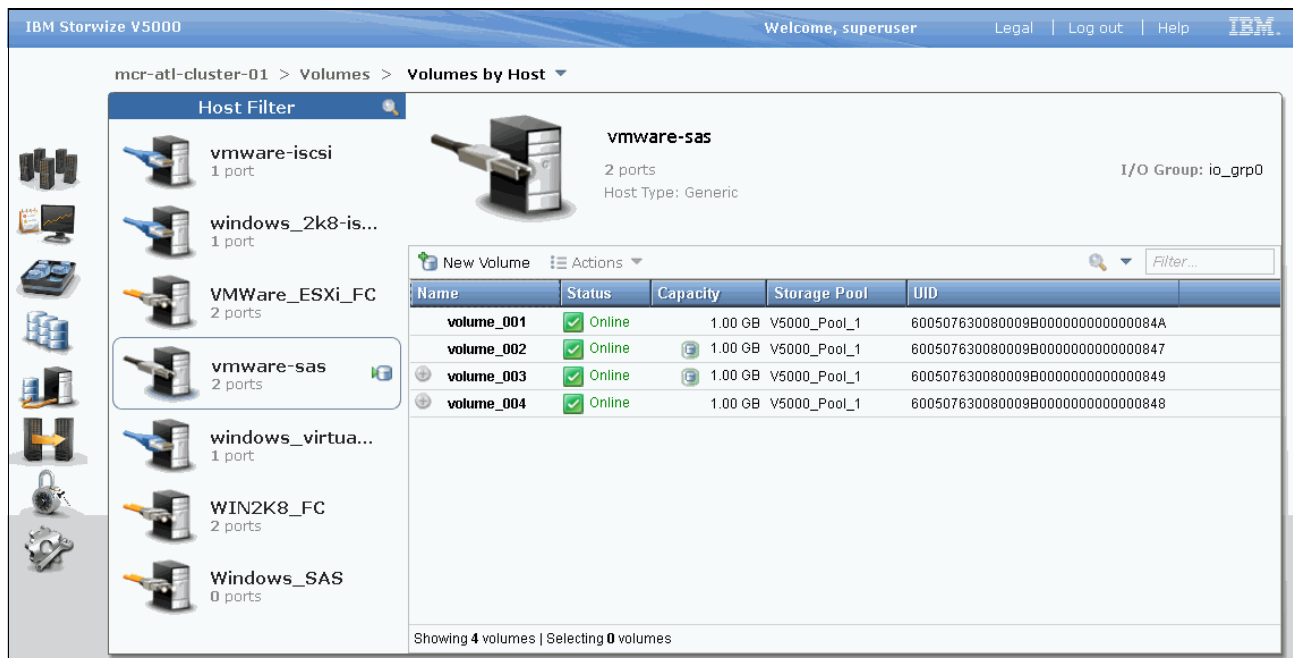 IBM Storwize V5000 Welcome, superuser Legal | Log out | Help IBM.
mcr-atl-cluster-01 > Volumes > Volumes by Host
Host Filter
vmware-iscsi
1 port
windows_2k8-is...
1 port
VMWare_ESXi_FC
2 ports
vmware-sas
2 ports
windows_virtua...
1 port
WIN2K8_FC
2 ports
Windows_SAS
0 ports
vmware-sas
2 ports
Host Type: Generic
I/O Group: io_grp0
New Volume Actions Filter...
Name Status Capacity Storage Pool UID
volume_001 Online 1.00 GB V5000_Pool_1 600507630080009B000000000000084A
volume_002 Online 1.00 GB V5000_Pool_1 600507630080009B0000000000000847
volume_003 Online 1.00 GB V5000_Pool_1 600507630080009B0000000000000849
volume_004 Online 1.00 GB V5000_Pool_1 600507630080009B0000000000000848
Showing 4 volumes | Selecting 0 volumes